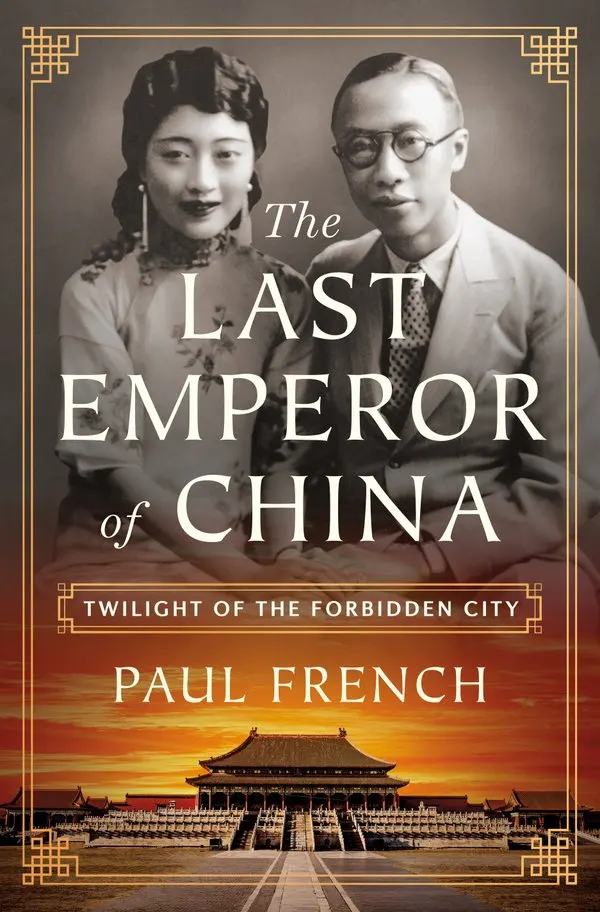 The
LAST
EMPEROR
of CHINA
TWILIGHT OF THE FORBIDDEN CITY
PAUL FRENCH